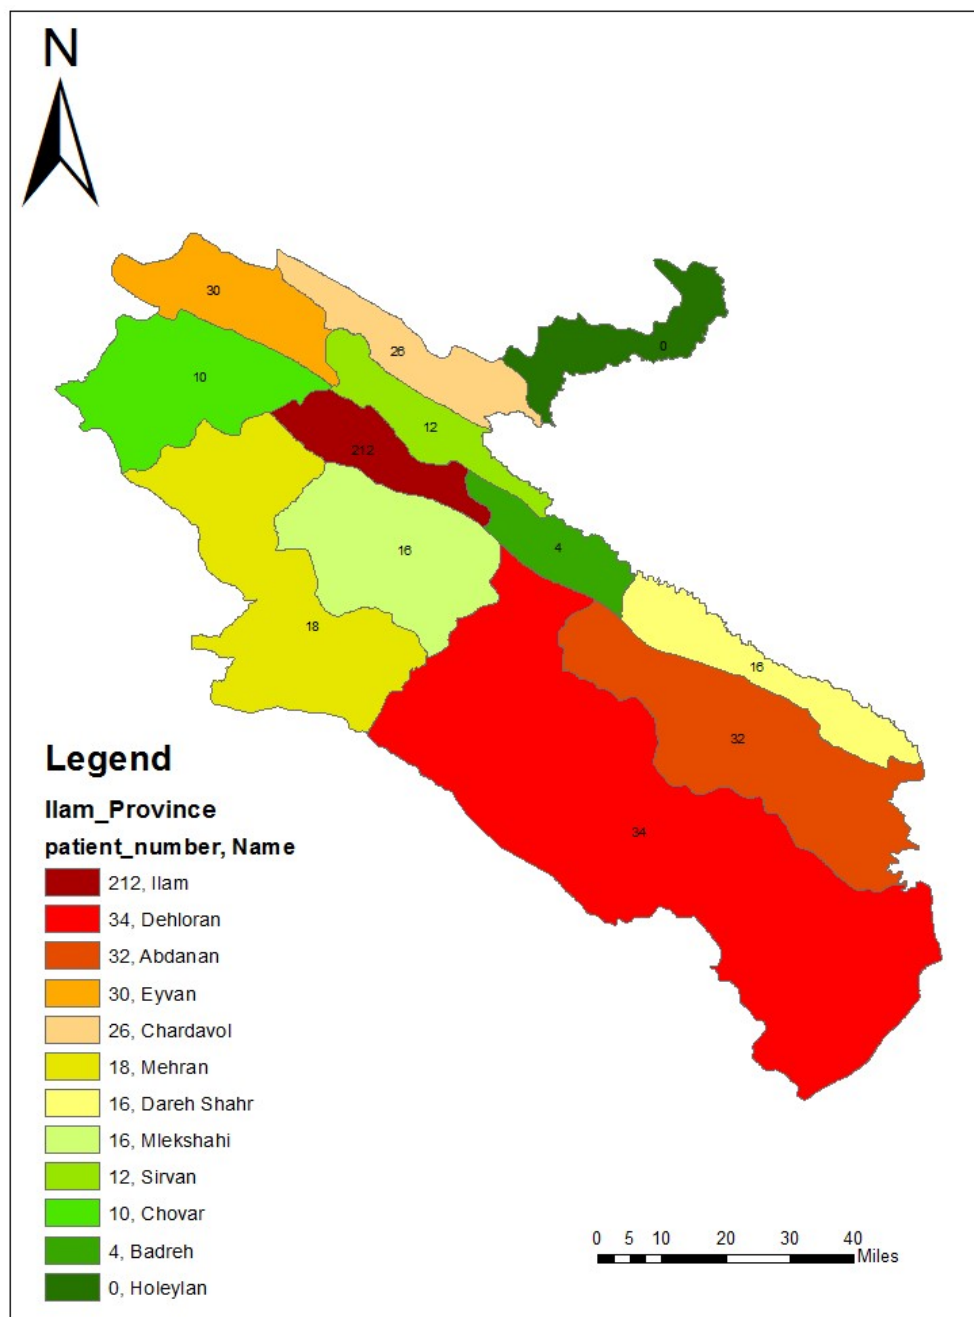 N
30
26
0
10
12
212
4
16
18
16
32
34
Legend
Ilam_Province
patient_number, Name
212, Ilam
34, Dehloran
32, Abdanan
30, Eyvan
26, Chardavol
18, Mehran
16, Dareh Shahr
16, Mlekshahi
12, Sirvan
10, Chovar
4, Badreh
0, Holeylan
0 5 10 20 30 40
Miles